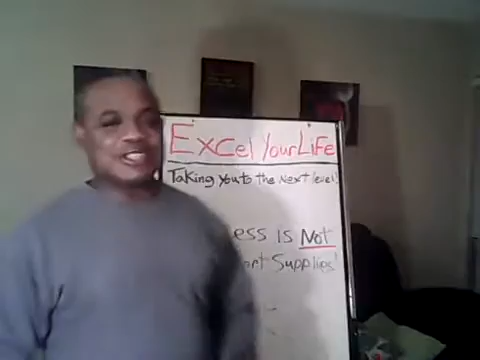 Excel Your Life
Taking You to the Next level!
ess is Not
Supplies!